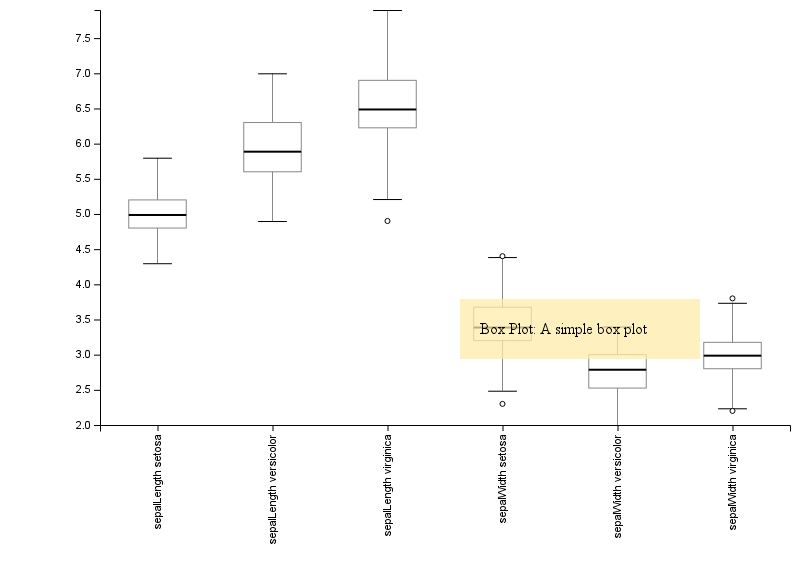 7.5
7.0
6.5
6.0
5.5
5.0
4.5
4.0
3.5
3.0
2.5
2.0
Box Plot: A simple box plot
sepalLength setosa
sepalLength versicolor
sepalLength virginica
sepalWidth setosa
sepalWidth versicolor
sepalWidth virginica